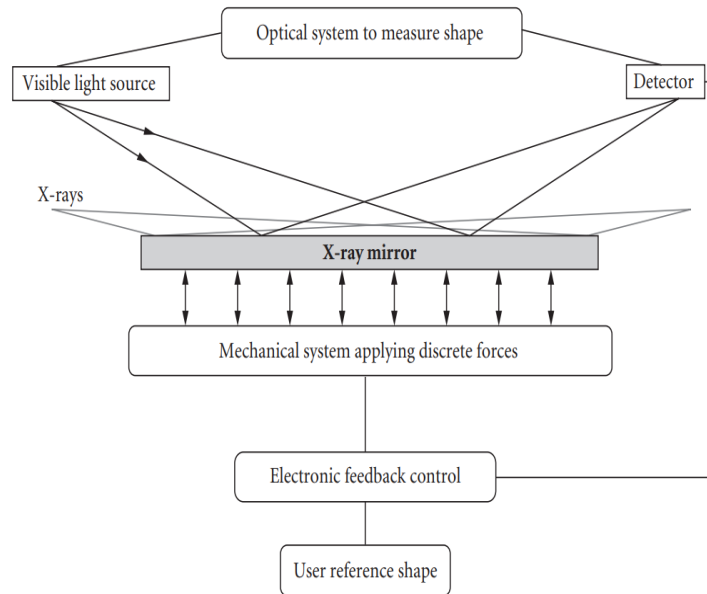 Optical system to measure shape
Visible light source
Detector
X-rays
X-ray mirror
Mechanical system applying discrete forces
Electronic feedback control
User reference shape